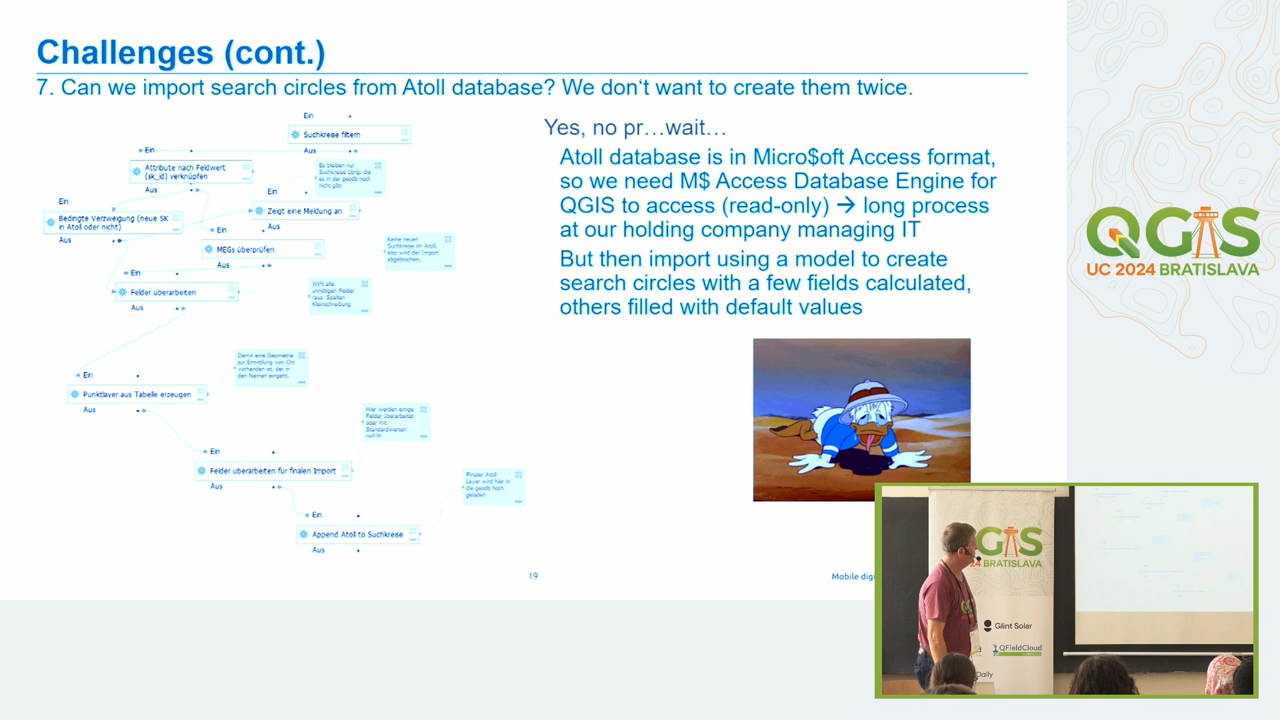 Challenges (cont.)
7. Can we import search circles from Atoll database? We don't want to create them twice.
Ein
Suchkreise filtern
Aus
Ein
Attribute nach Feldwert
(sk_id) verknüpfen
Aus
Es bleiben nur
Suchkreise übrig, die
es in der geodb noch
nicht gibt
Ein
Zeigt eine Meldung an
Aus
Ein
Bedingte Verzweigung (neue SK
in Atoll oder nicht)
Aus
Ein
MEGs überprüfen
Aus
Keine neuen
Suchkreise im Atoll,
also wird der Import
abgebrochen.
Ein
Felder überarbeiten
Aus
Wirft alle
unnötigen Felder
raus. Spalten
Kleinschreibung
Damit eine Geometrie
zur Ermittlung von Ort
vorhanden ist, der in
den Namen eingeht.
Ein
Punktlayer aus Tabelle erzeugen
Aus
Hier werden einige
Felder überarbeitet
oder mit
Standardwerten
Ein
Felder überarbeiten für finalen Import
Aus
Finaler Atoll
Layer wird hier in
die geodb hoch
geladen
Ein
Append Atoll to Suchkreise
Aus
Yes, no pr…wait…
Atoll database is in Micro$oft Access format,
so we need M$ Access Database Engine for
QGIS to access (read-only) → long process
at our holding company managing IT
But then import using a model to create
search circles with a few fields calculated,
others filled with default values
19
Mobile digi
QGIS
UC 2024 BRATISLAVA
GIS
24 BRATISLAVA
Glint Solar
QFieldCloud